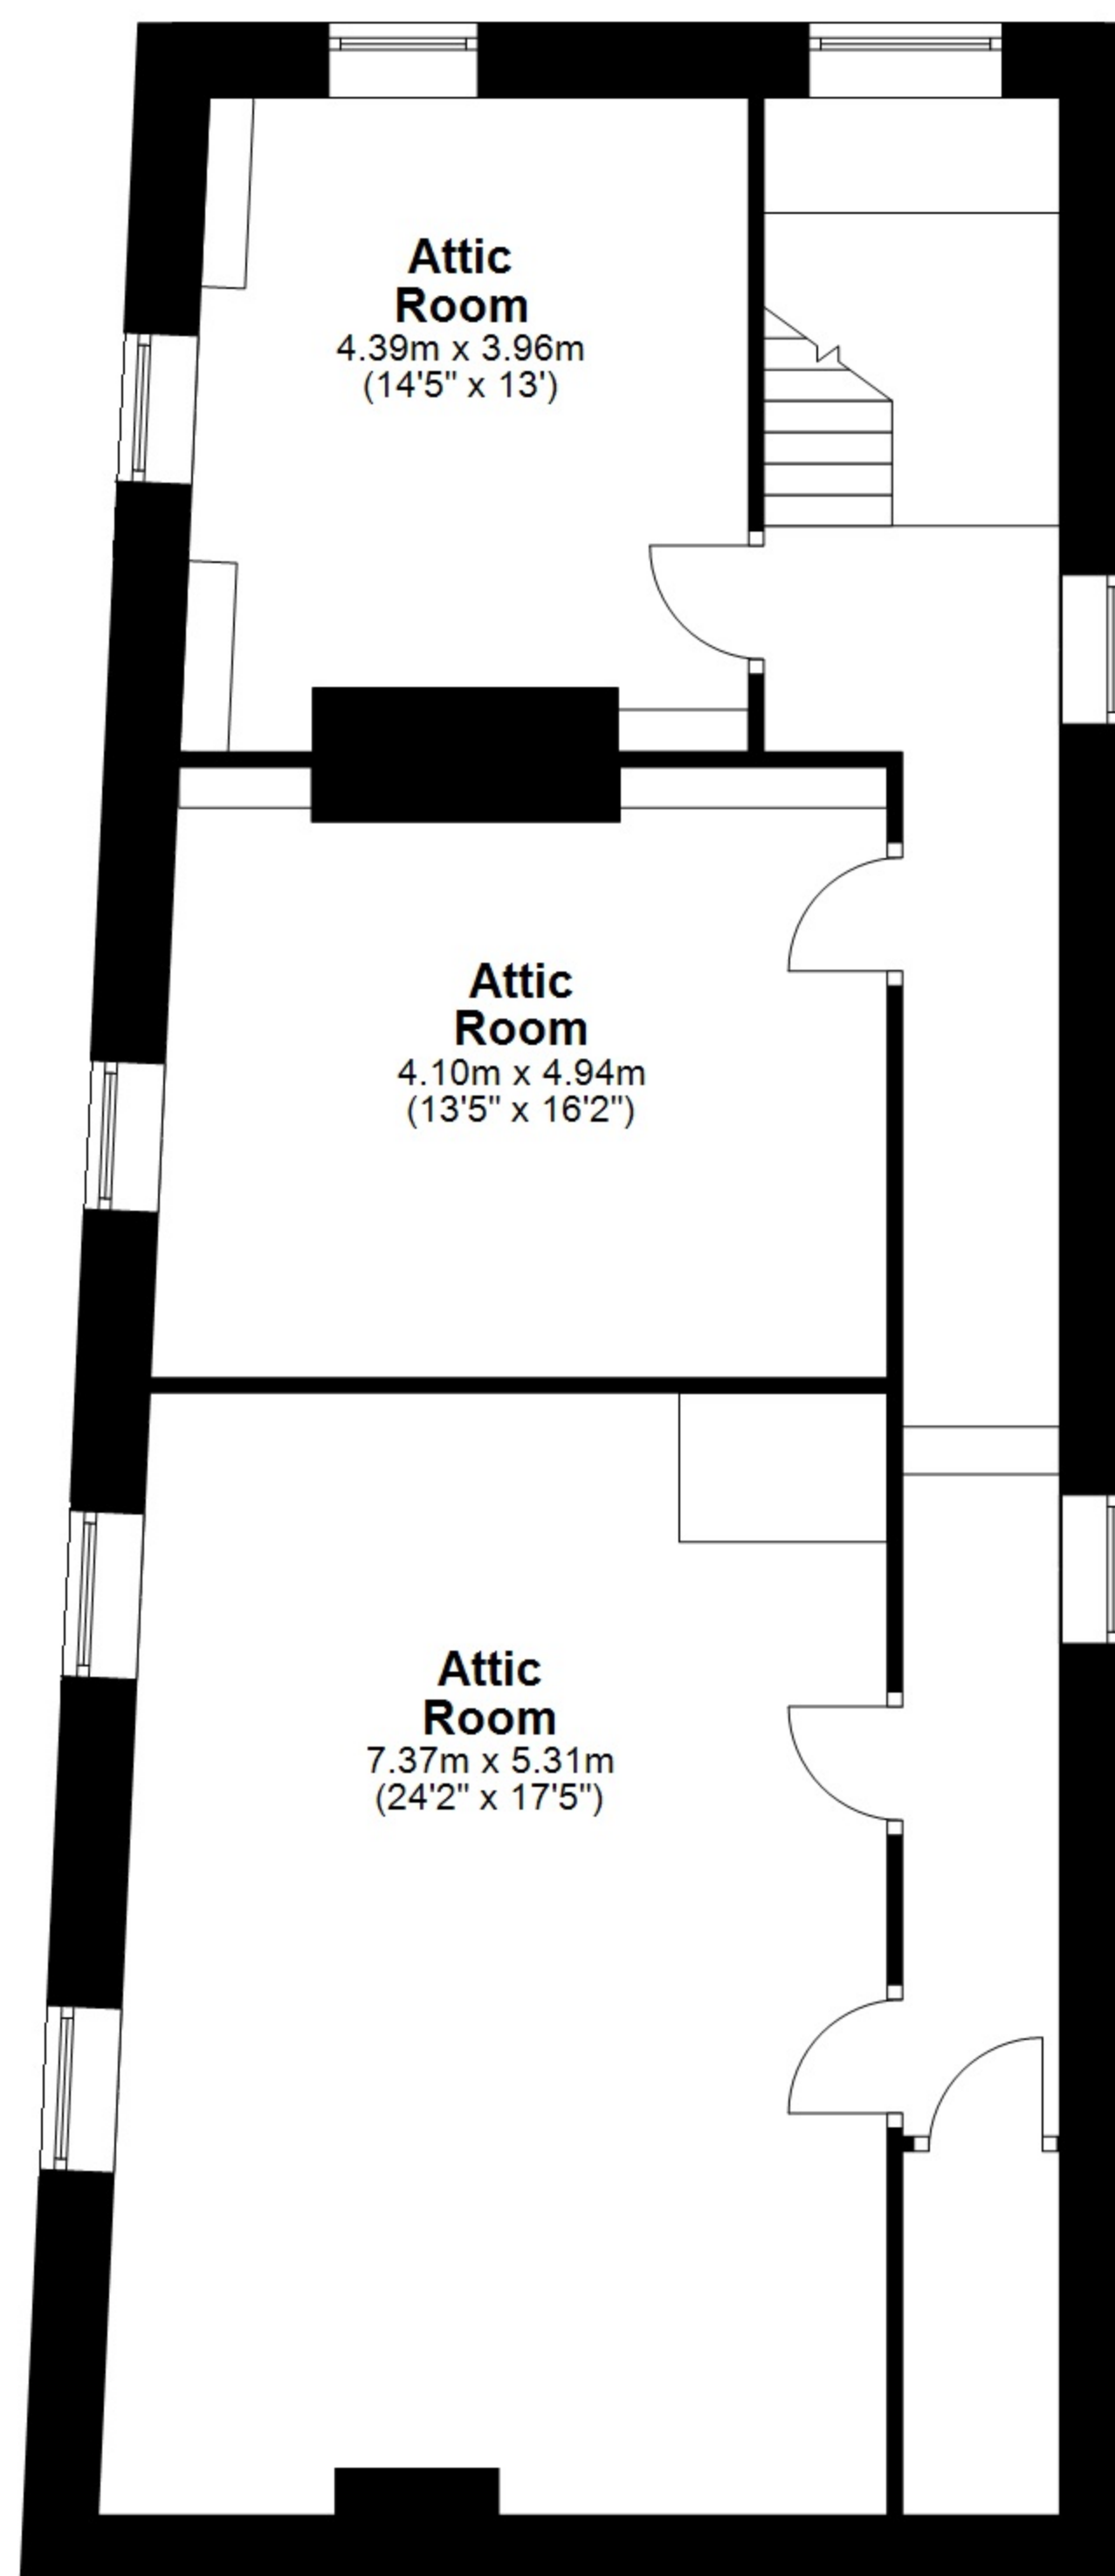 Attic
Room
4.39m x 3.96m
(14'5" x 13')
Attic
Room
4.10m x 4.94m
(13'5" x 16'2")
Attic
Room
7.37m x 5.31m
(24'2" x 17'5")